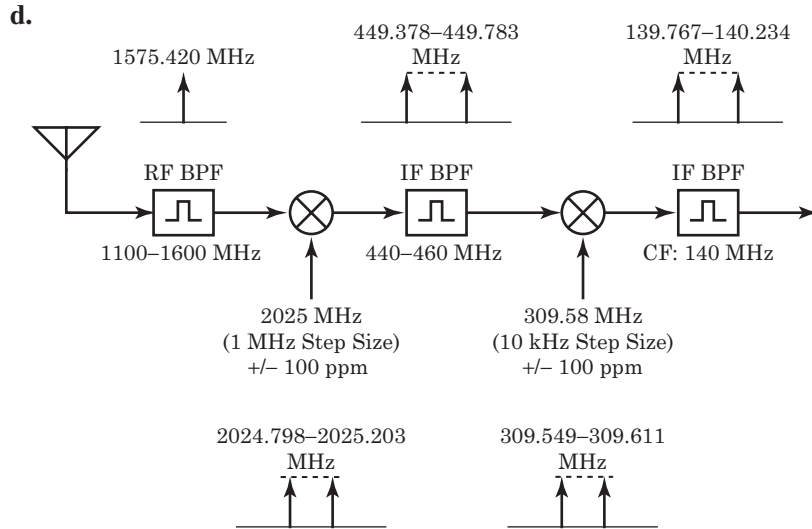 d.
1575.420 MHz
449.378–449.783
MHz
139.767–140.234
MHz
RF BPF
IF BPF
IF BPF
1100–1600 MHz
440–460 MHz
CF: 140 MHz
2025 MHz
(1 MHz Step Size)
+/– 100 ppm
309.58 MHz
(10 kHz Step Size)
+/– 100 ppm
2024.798–2025.203
MHz
309.549–309.611
MHz